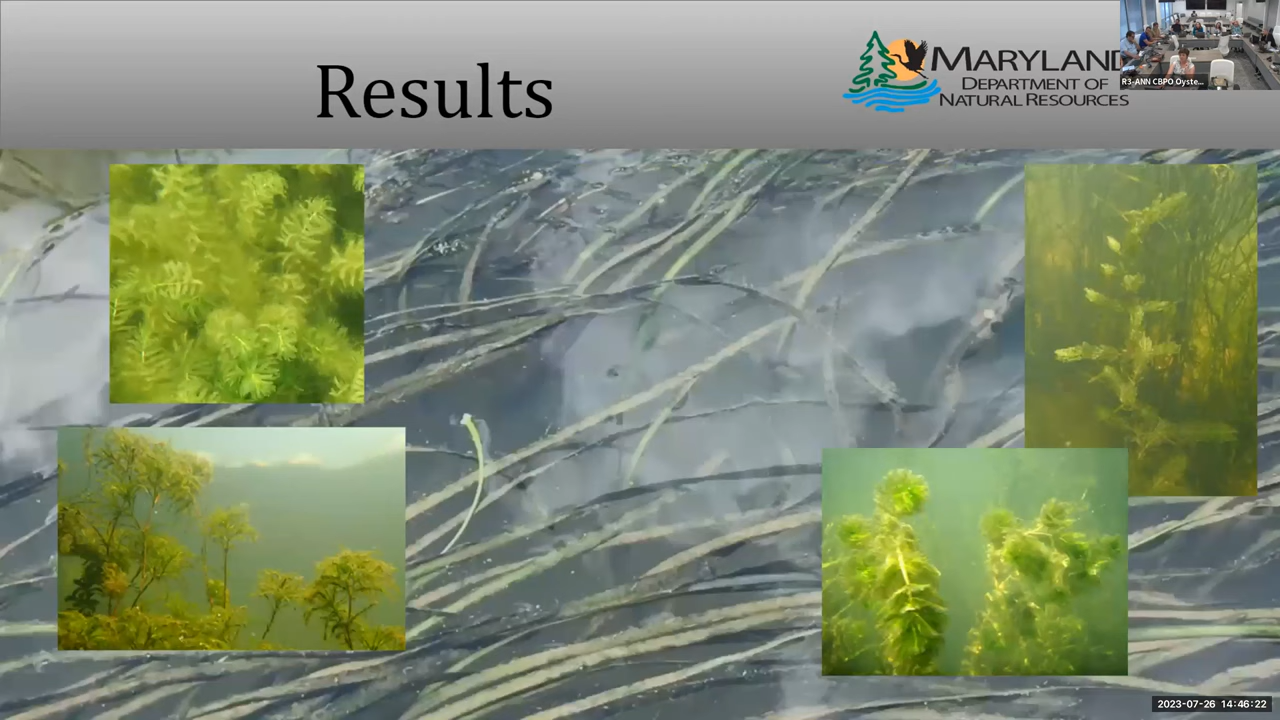 Results
MARYLAND
DEPARTMENT OF
NATURAL RESOURCES
R3-ANN CBPO Oyste...
2023-07-26 14:46:22